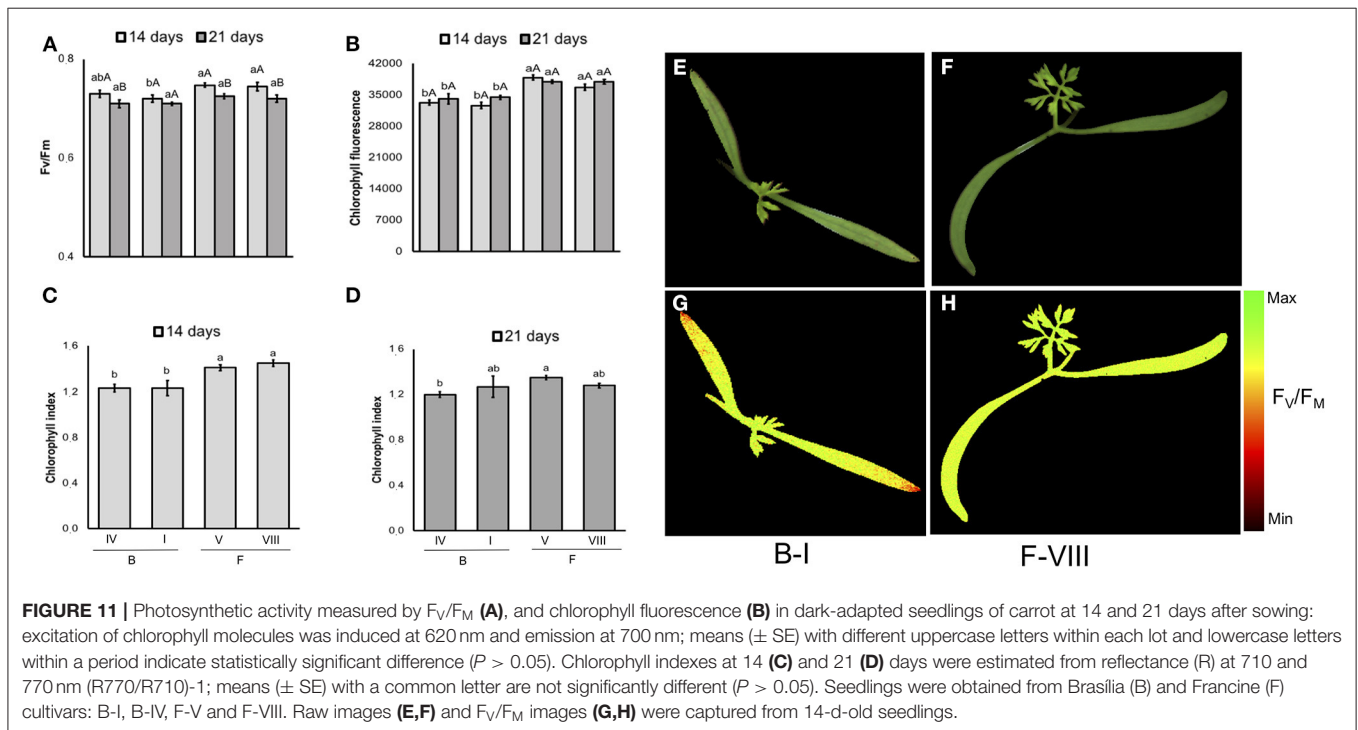 A
14 days 21 days
0.8
0.6
0.4
Fv/Fm
abA aB bA aA aA aB aA aB
B
14 days 21 days
42000
35000
28000
21000
14000
7000
0
Chlorophyll fluorescence
bA bA bA bA aA aA aA aA
E
F
C
14 days
1.6
1.2
0.8
0.4
0.0
Chlorophyll index
b b a a
IV I V VIII
B F
D
21 days
1.6
1.2
0.8
0.4
0.0
Chlorophyll index
b ab a ab
IV I V VIII
B F
G
H
Max
FV/FM
Min
B-I
F-VIII
FIGURE 11 | Photosynthetic activity measured by FV/FM (A), and chlorophyll fluorescence (B) in dark-adapted seedlings of carrot at 14 and 21 days after sowing:
excitation of chlorophyll molecules was induced at 620 nm and emission at 700 nm; means (± SE) with different uppercase letters within each lot and lowercase letters
within a period indicate statistically significant difference (P > 0.05). Chlorophyll indexes at 14 (C) and 21 (D) days were estimated from reflectance (R) at 710 and
770 nm (R770/R710)-1; means (± SE) with a common letter are not significantly different (P > 0.05). Seedlings were obtained from Brasília (B) and Francine (F)
cultivars: B-I, B-IV, F-V and F-VIII. Raw images (E,F) and FV/FM images (G,H) were captured from 14-d-old seedlings.